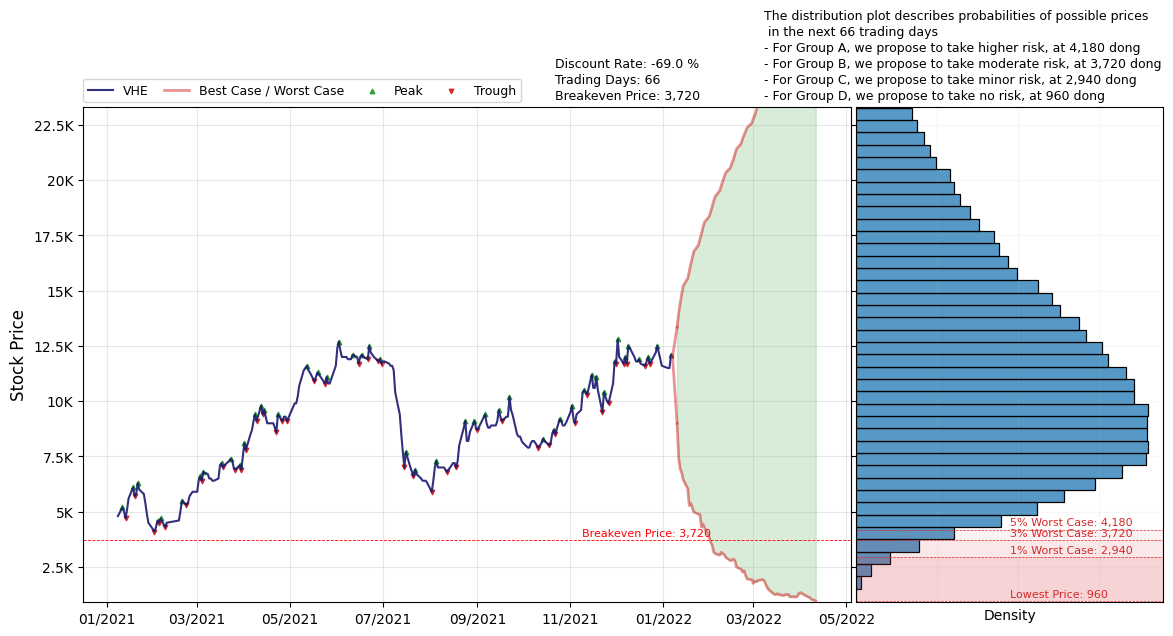 The distribution plot describes probabilities of possible prices
in the next 66 trading days
- For Group A, we propose to take higher risk, at 4,180 dong
- For Group B, we propose to take moderate risk, at 3,720 dong
- For Group C, we propose to take minor risk, at 2,940 dong
- For Group D, we propose to take no risk, at 960 dong
Discount Rate: -69.0 %
Trading Days: 66
Breakeven Price: 3,720
VHE
Best Case / Worst Case
Peak
Trough
Stock Price
22.5K
20K
17.5K
15K
12.5K
10K
7.5K
5K
2.5K
Breakeven Price: 3,720
5% Worst Case: 4,180
3% Worst Case: 3,720
1% Worst Case: 2,940
Lowest Price: 960
01/2021
03/2021
05/2021
07/2021
09/2021
11/2021
01/2022
03/2022
05/2022
Density